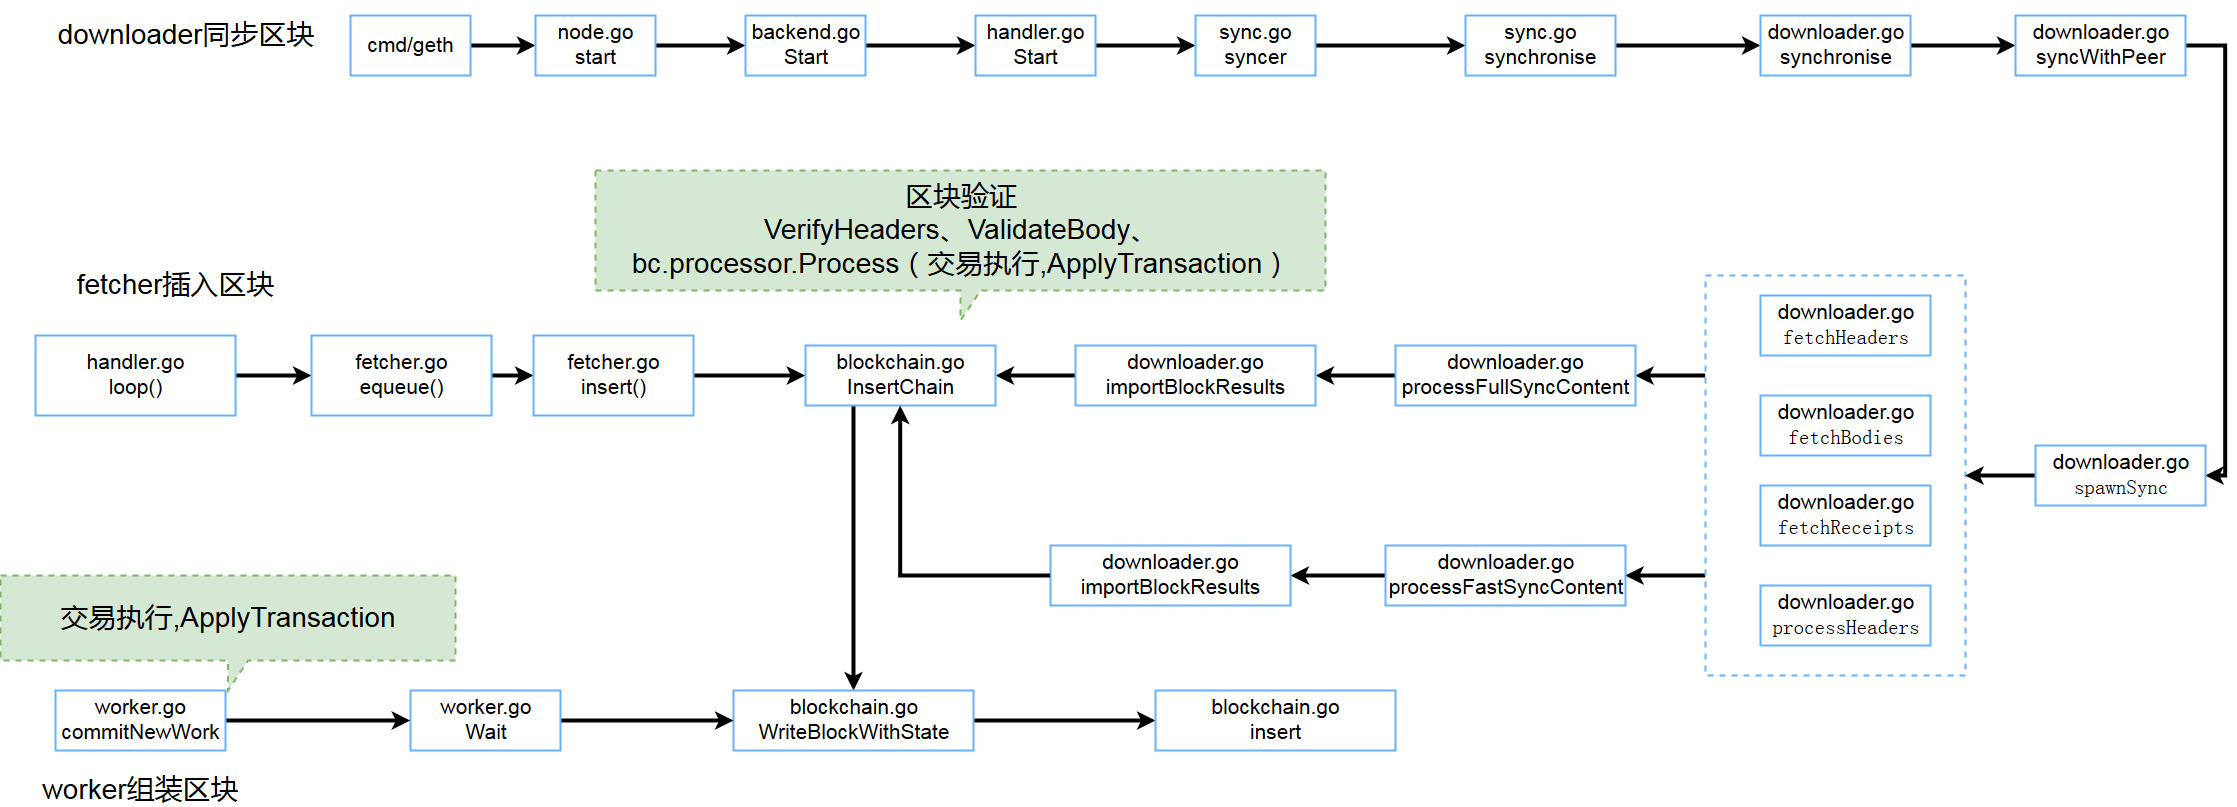 downloader同步区块
cmd/geth
node.go
start
backend.go
Start
handler.go
Start
sync.go
syncer
sync.go
synchronise
downloader.go
synchronise
downloader.go
syncWithPeer
区块验证
VerifyHeaders、ValidateBody、
bc.processor.Process（交易执行,ApplyTransaction）
fetcher插入区块
handler.go
loop()
fetcher.go
equeue()
fetcher.go
insert()
blockchain.go
InsertChain
downloader.go
importBlockResults
downloader.go
processFullSyncContent
downloader.go
fetchHeaders
downloader.go
fetchBodies
downloader.go
fetchReceipts
downloader.go
processHeaders
downloader.go
spawnSync
downloader.go
importBlockResults
downloader.go
processFastSyncContent
交易执行,ApplyTransaction
worker.go
commitNewWork
worker.go
Wait
blockchain.go
WriteBlockWithState
blockchain.go
insert
worker组装区块